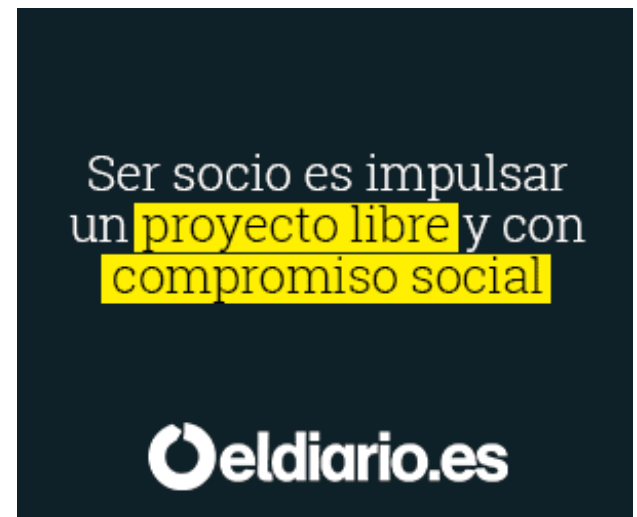 Ser socio es impulsar
un proyecto libre y con
compromiso social
eldiario.es